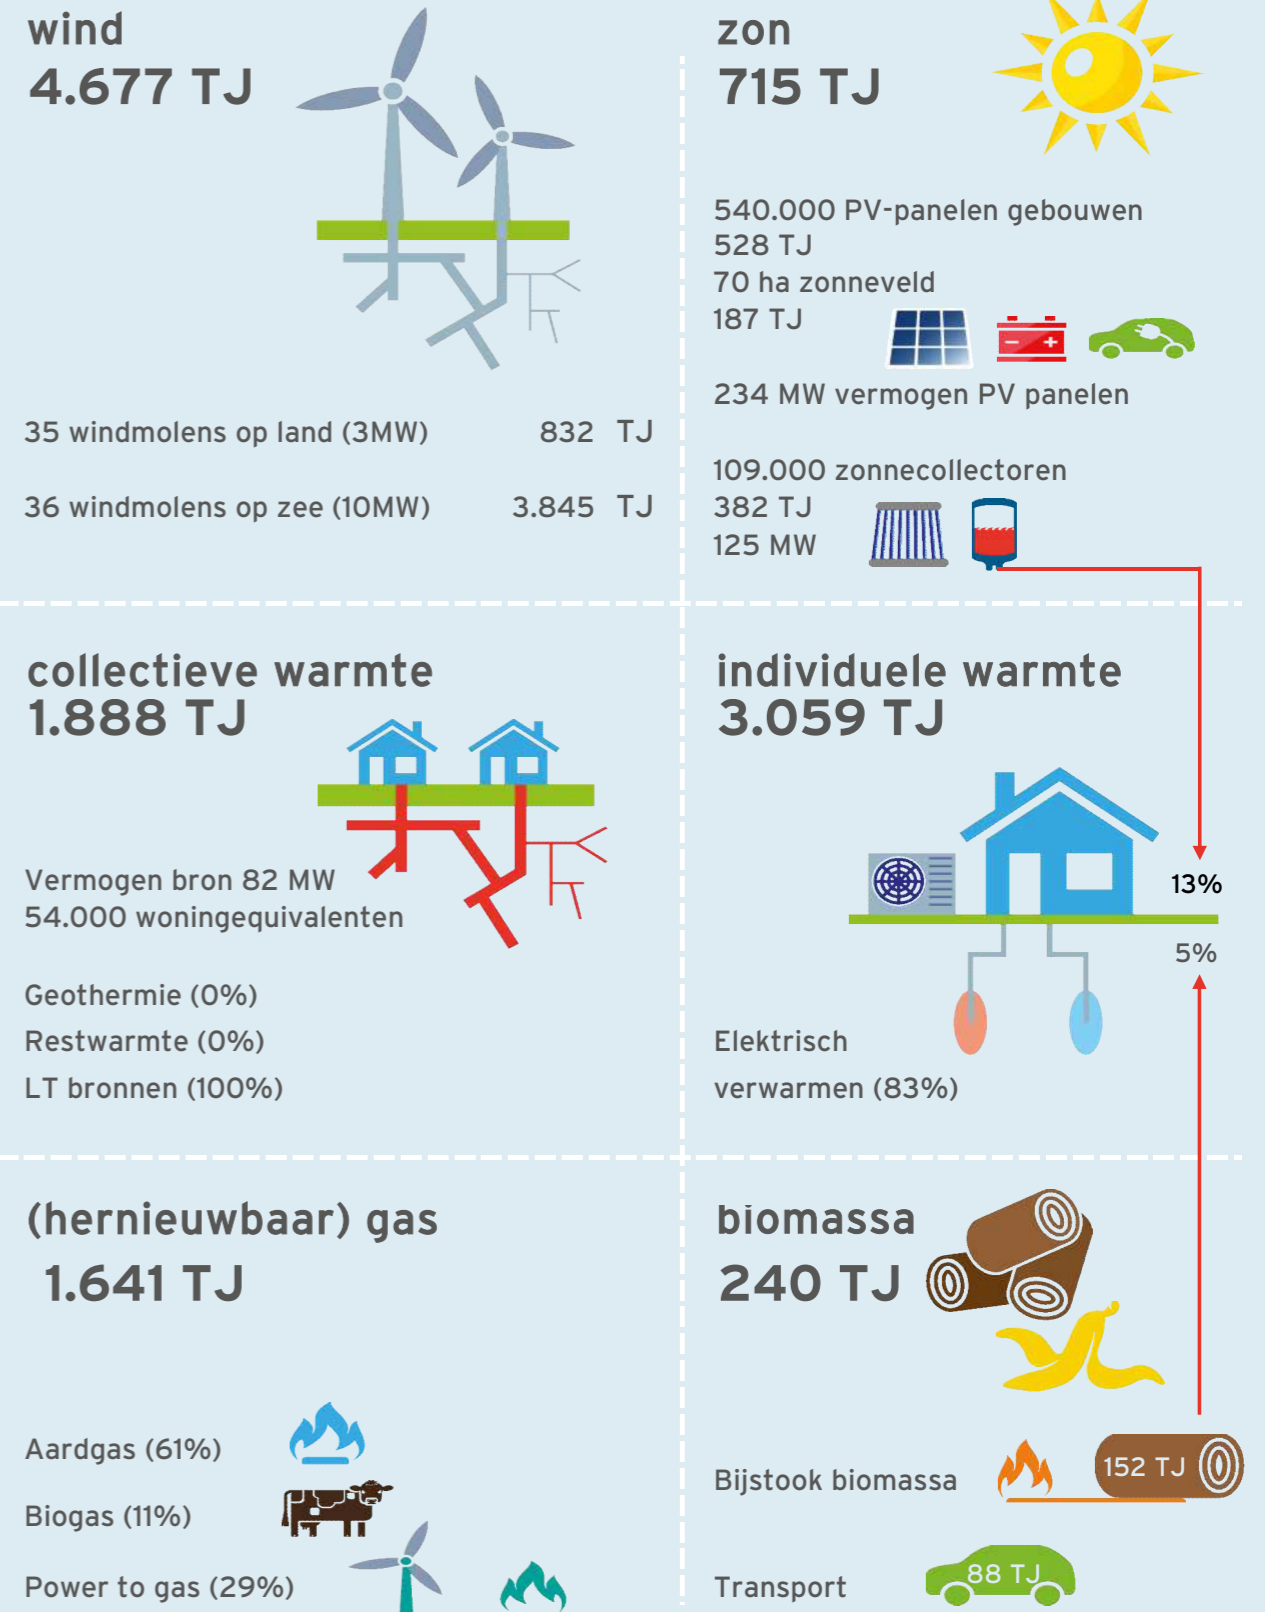 wind
4.677 TJ
35 windmolens op land (3MW) 832 TJ
36 windmolens op zee (10MW) 3.845 TJ
zon
715 TJ
540.000 PV-panelen gebouwen
528 TJ
70 ha zonneveld
187 TJ
234 MW vermogen PV panelen
109.000 zonnecollectoren
382 TJ
125 MW
collectieve warmte
1.888 TJ
Vermogen bron 82 MW
54.000 woningequivalenten
Geothermie (0%)
Restwarmte (0%)
LT bronnen (100%)
individuele warmte
3.059 TJ
13%
5%
Elektrisch
verwarmen (83%)
(hernieuwbaar) gas
1.641 TJ
Aardgas (61%)
Biogas (11%)
Power to gas (29%)
biomassa
240 TJ
Bijstook biomassa 152 TJ
Transport 88 TJ